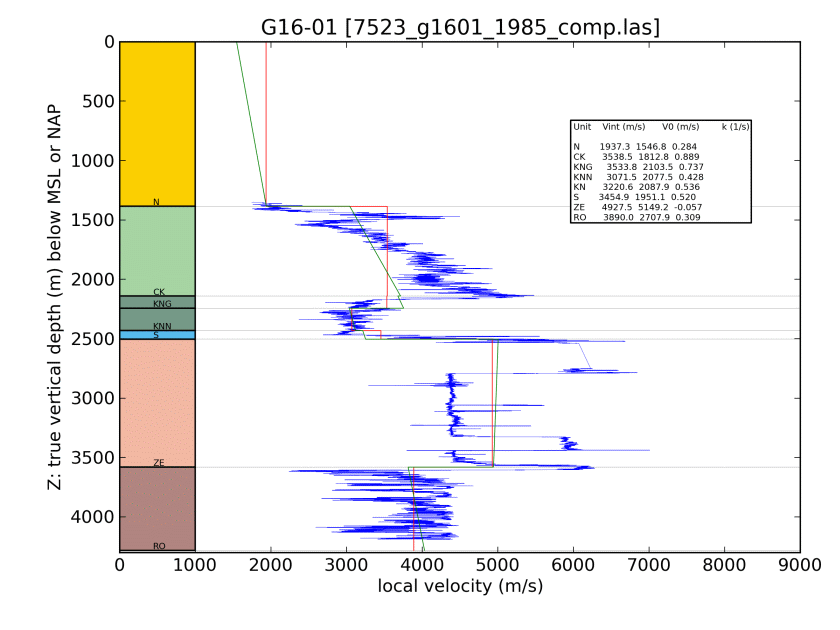 G16-01 [7523_g1601_1985_comp.las]
Z: true vertical depth (m) below MSL or NAP
0
500
1000
1500
2000
2500
3000
3500
4000
N
CK
KNG
KNN
S
ZE
RO
Unit Vint (m/s) V0 (m/s) k (1/s)
N 1937.3 1546.8 0.284
CK 3538.5 1812.8 0.889
KNG 3533.8 2103.5 0.737
KNN 3071.5 2077.5 0.428
KN 3220.6 2087.9 0.536
S 3454.9 1951.1 0.520
ZE 4927.5 5149.2 -0.057
RO 3890.0 2707.9 0.309
0 1000 2000 3000 4000 5000 6000 7000 8000 9000
local velocity (m/s)